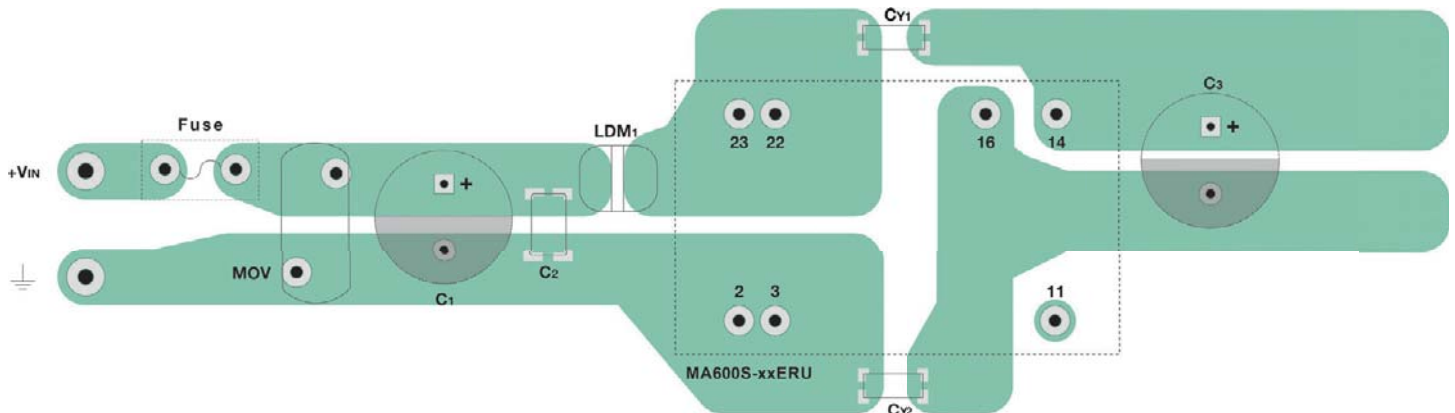 CY1
C3
Fuse
LDM1
23 22
16
14
+VIN
+
+
MOV
C2
C1
2 3
11
MA600S-xxERU
CY2